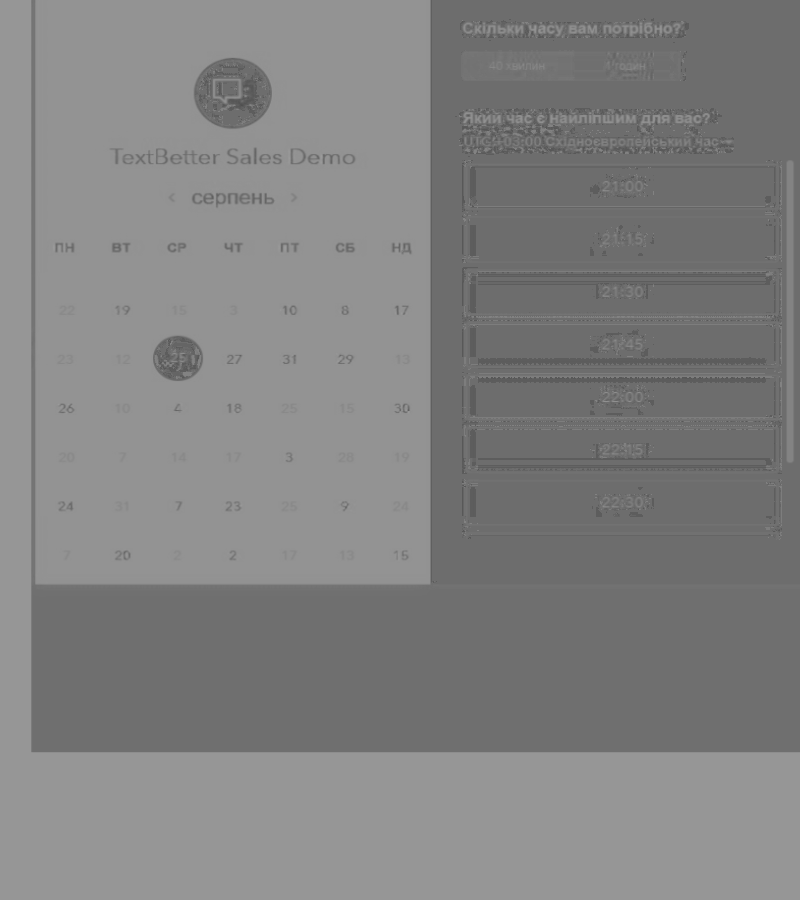 TextBetter Sales Demo
‹ серпень ›
ПН ВТ СР ЧТ ПТ СБ НД
22 19 15 3 10 8 17
23 12 25 27 31 29 13
26 10 4 18 25 15 30
20 7 14 17 3 28 19
24 31 7 23 25 9 24
7 20 2 2 17 13 16
Скільки часу вам потрібно?
40 хвилин 1 годин
Який час є найліпшим для вас?
UTC +03:00 Східноєвропейський час
21:00
21:15
21:30
21:45
22:00
22:15
22:30